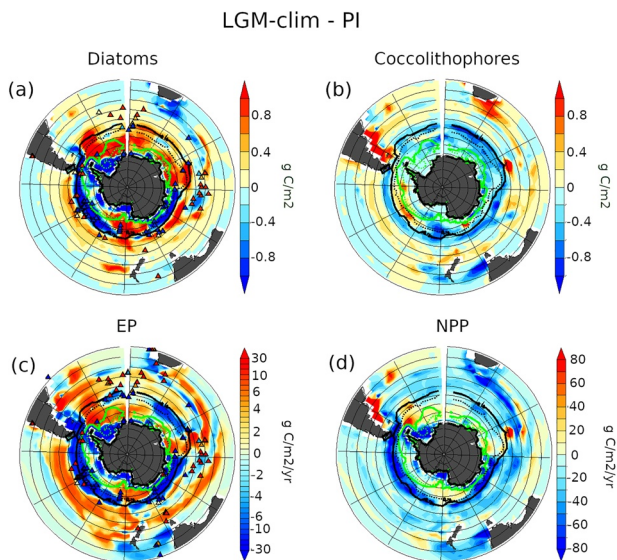 LGM-clim - PI
Diatoms
Coccolithophores
(a)
(b)
0.8
0.4
0
-0.4
-0.8
g C/m2
0.8
0.4
0
-0.4
-0.8
g C/m2
EP
NPP
(c)
(d)
30
10
6
4
2
0
-2
-4
-6
-10
-30
g C/m2/yr
80
60
40
20
0
-20
-40
-60
-80
g C/m2/yr